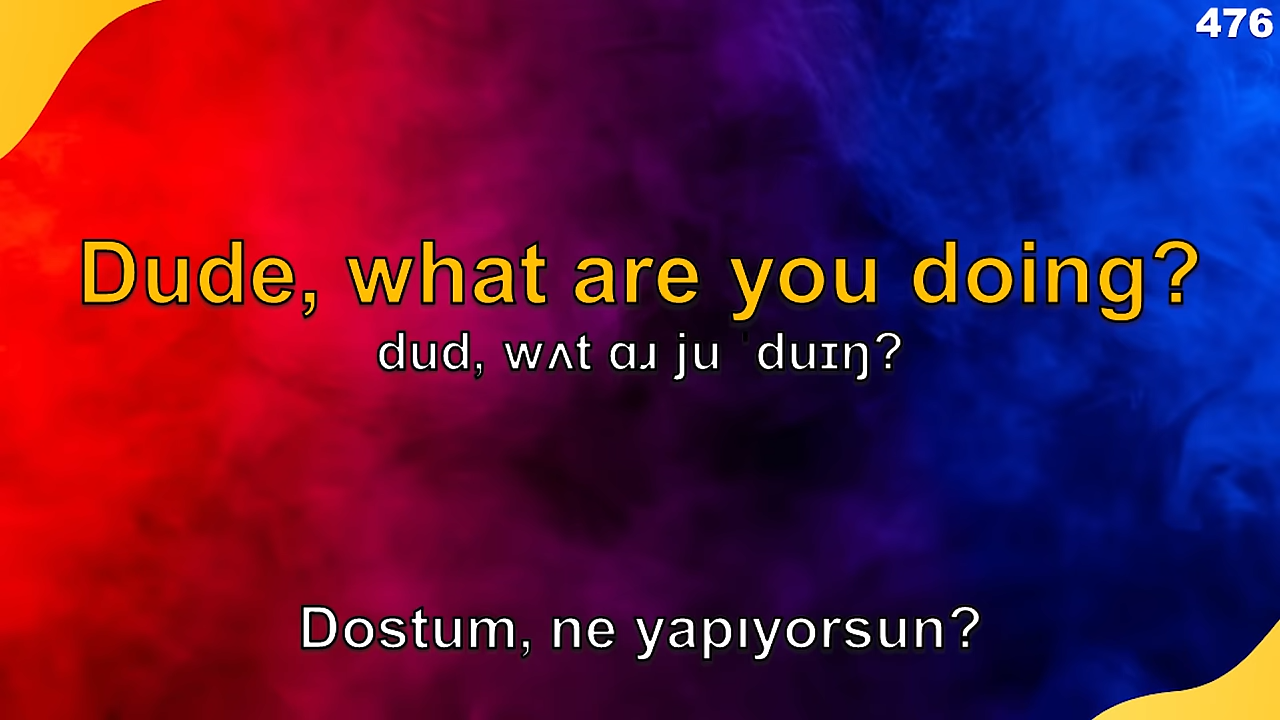 476
Dude, what are you doing?
dud, wʌt ɑɹ ju ˈduɪŋ?
Dostum, ne yapıyorsun?